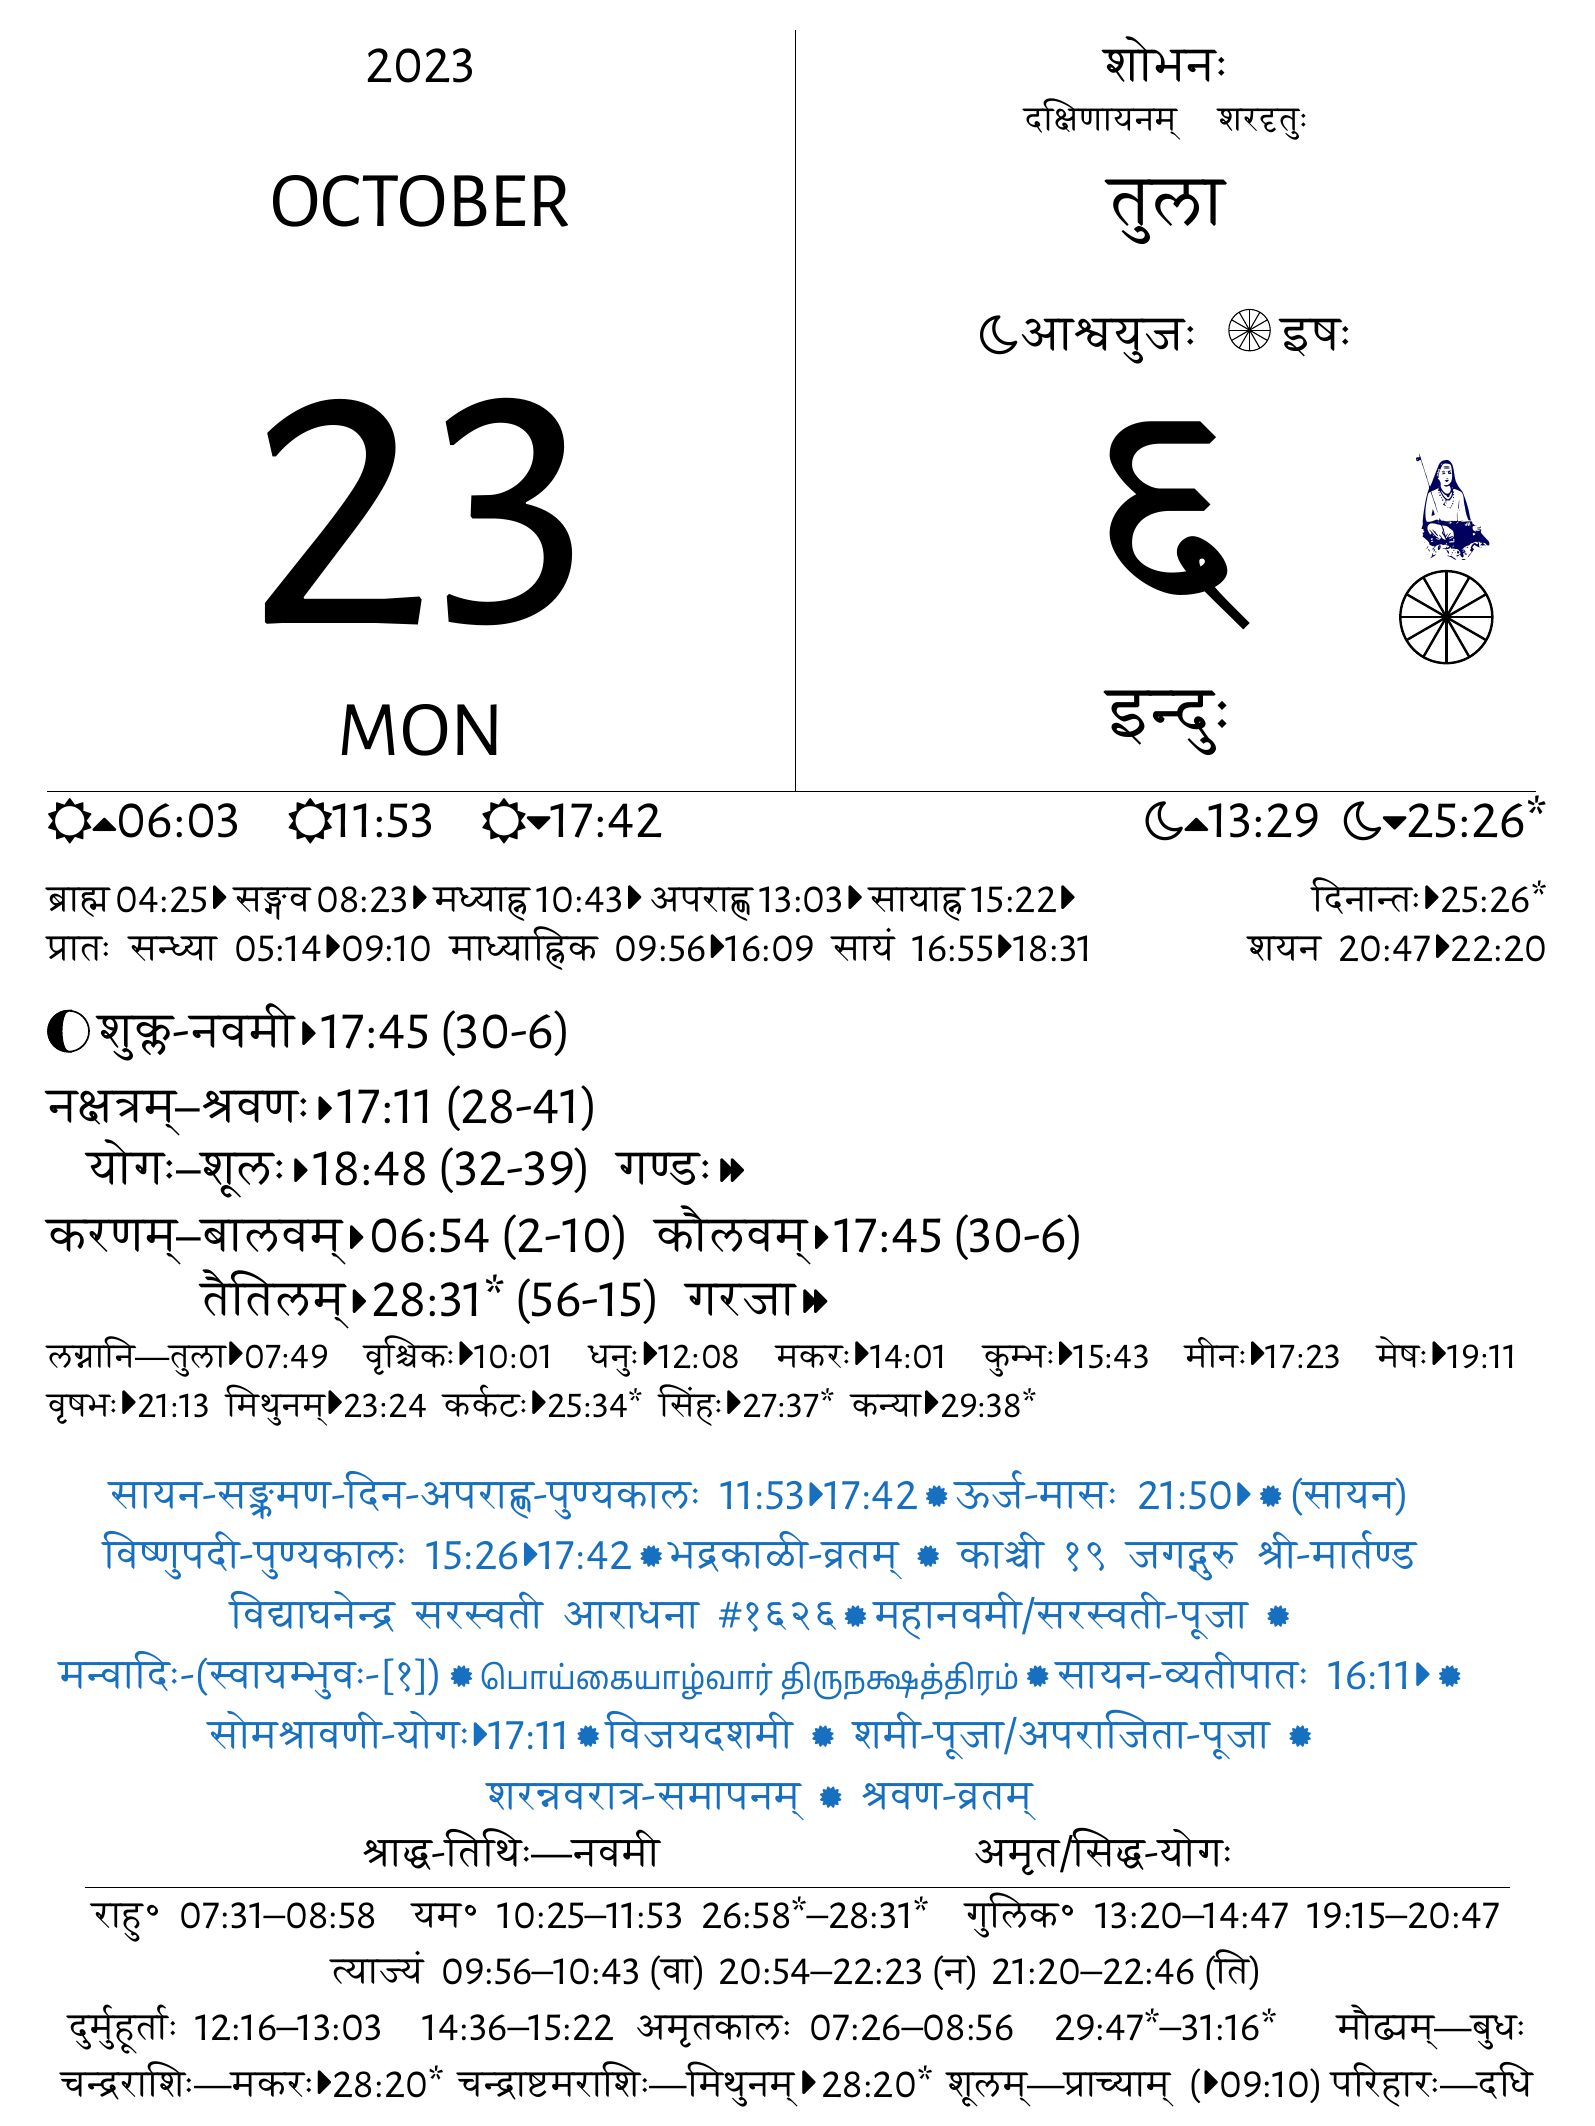 2023
OCTOBER
23
MON
शोभनः
दक्षिणायनम् शरदृतुः
तुला
आश्वयुजः इषः
६
इन्दुः
06:03 11:53 17:42 13:29 25:26*
ब्राह्म 04:25 सङ्गव 08:23 मध्याह्न 10:43 अपराह्ण 13:03 सायाह्न 15:22 दिनान्तः 25:26*
प्रातः सन्ध्या 05:14 09:10 माध्याह्निक 09:56 16:09 सायं 16:55 18:31 शयन 20:47 22:20
शुक्ल-नवमी 17:45 (30-6)
नक्षत्रम्–श्रवणः 17:11 (28-41)
योगः–शूलः 18:48 (32-39) गण्डः
करणम्–बालवम् 06:54 (2-10) कौलवम् 17:45 (30-6)
तैतिलम् 28:31* (56-15) गरजा
लग्नानि—तुला 07:49 वृश्चिकः 10:01 धनुः 12:08 मकरः 14:01 कुम्भः 15:43 मीनः 17:23 मेषः 19:11
वृषभः 21:13 मिथुनम् 23:24 कर्कटः 25:34* सिंहः 27:37* कन्या 29:38*
सायन-सङ्क्रमण-दिन-अपराह्ण-पुण्यकालः 11:53 17:42 ऊर्ज-मासः 21:50 (सायन)
विष्णुपदी-पुण्यकालः 15:26 17:42 भद्रकाळी-व्रतम् काञ्ची १९ जगद्गुरु श्री-मार्तण्ड
विद्याघनेन्द्र सरस्वती आराधना #१६२६ महानवमी/सरस्वती-पूजा
मन्वादिः-(स्वायम्भुवः-[१]) பொய்கையாழ்வார் திருநக்ஷத்திரம் सायन-व्यतीपातः 16:11
सोमश्रावणी-योगः 17:11 विजयदशमी शमी-पूजा/अपराजिता-पूजा
शरन्नवरात्र-समापनम् श्रवण-व्रतम्
श्राद्ध-तिथिः—नवमी अमृत/सिद्ध-योगः
राहु॰ 07:31–08:58 यम॰ 10:25–11:53 26:58*–28:31* गुलिक॰ 13:20–14:47 19:15–20:47
त्याज्यं 09:56–10:43 (वा) 20:54–22:23 (न) 21:20–22:46 (ति)
दुर्मुहूर्ताः 12:16–13:03 14:36–15:22 अमृतकालः 07:26–08:56 29:47*–31:16* मौढ्यम्—बुधः
चन्द्रराशिः—मकरः 28:20* चन्द्राष्टमराशिः—मिथुनम् 28:20* शूलम्—प्राच्याम् ( 09:10) परिहारः—दधि